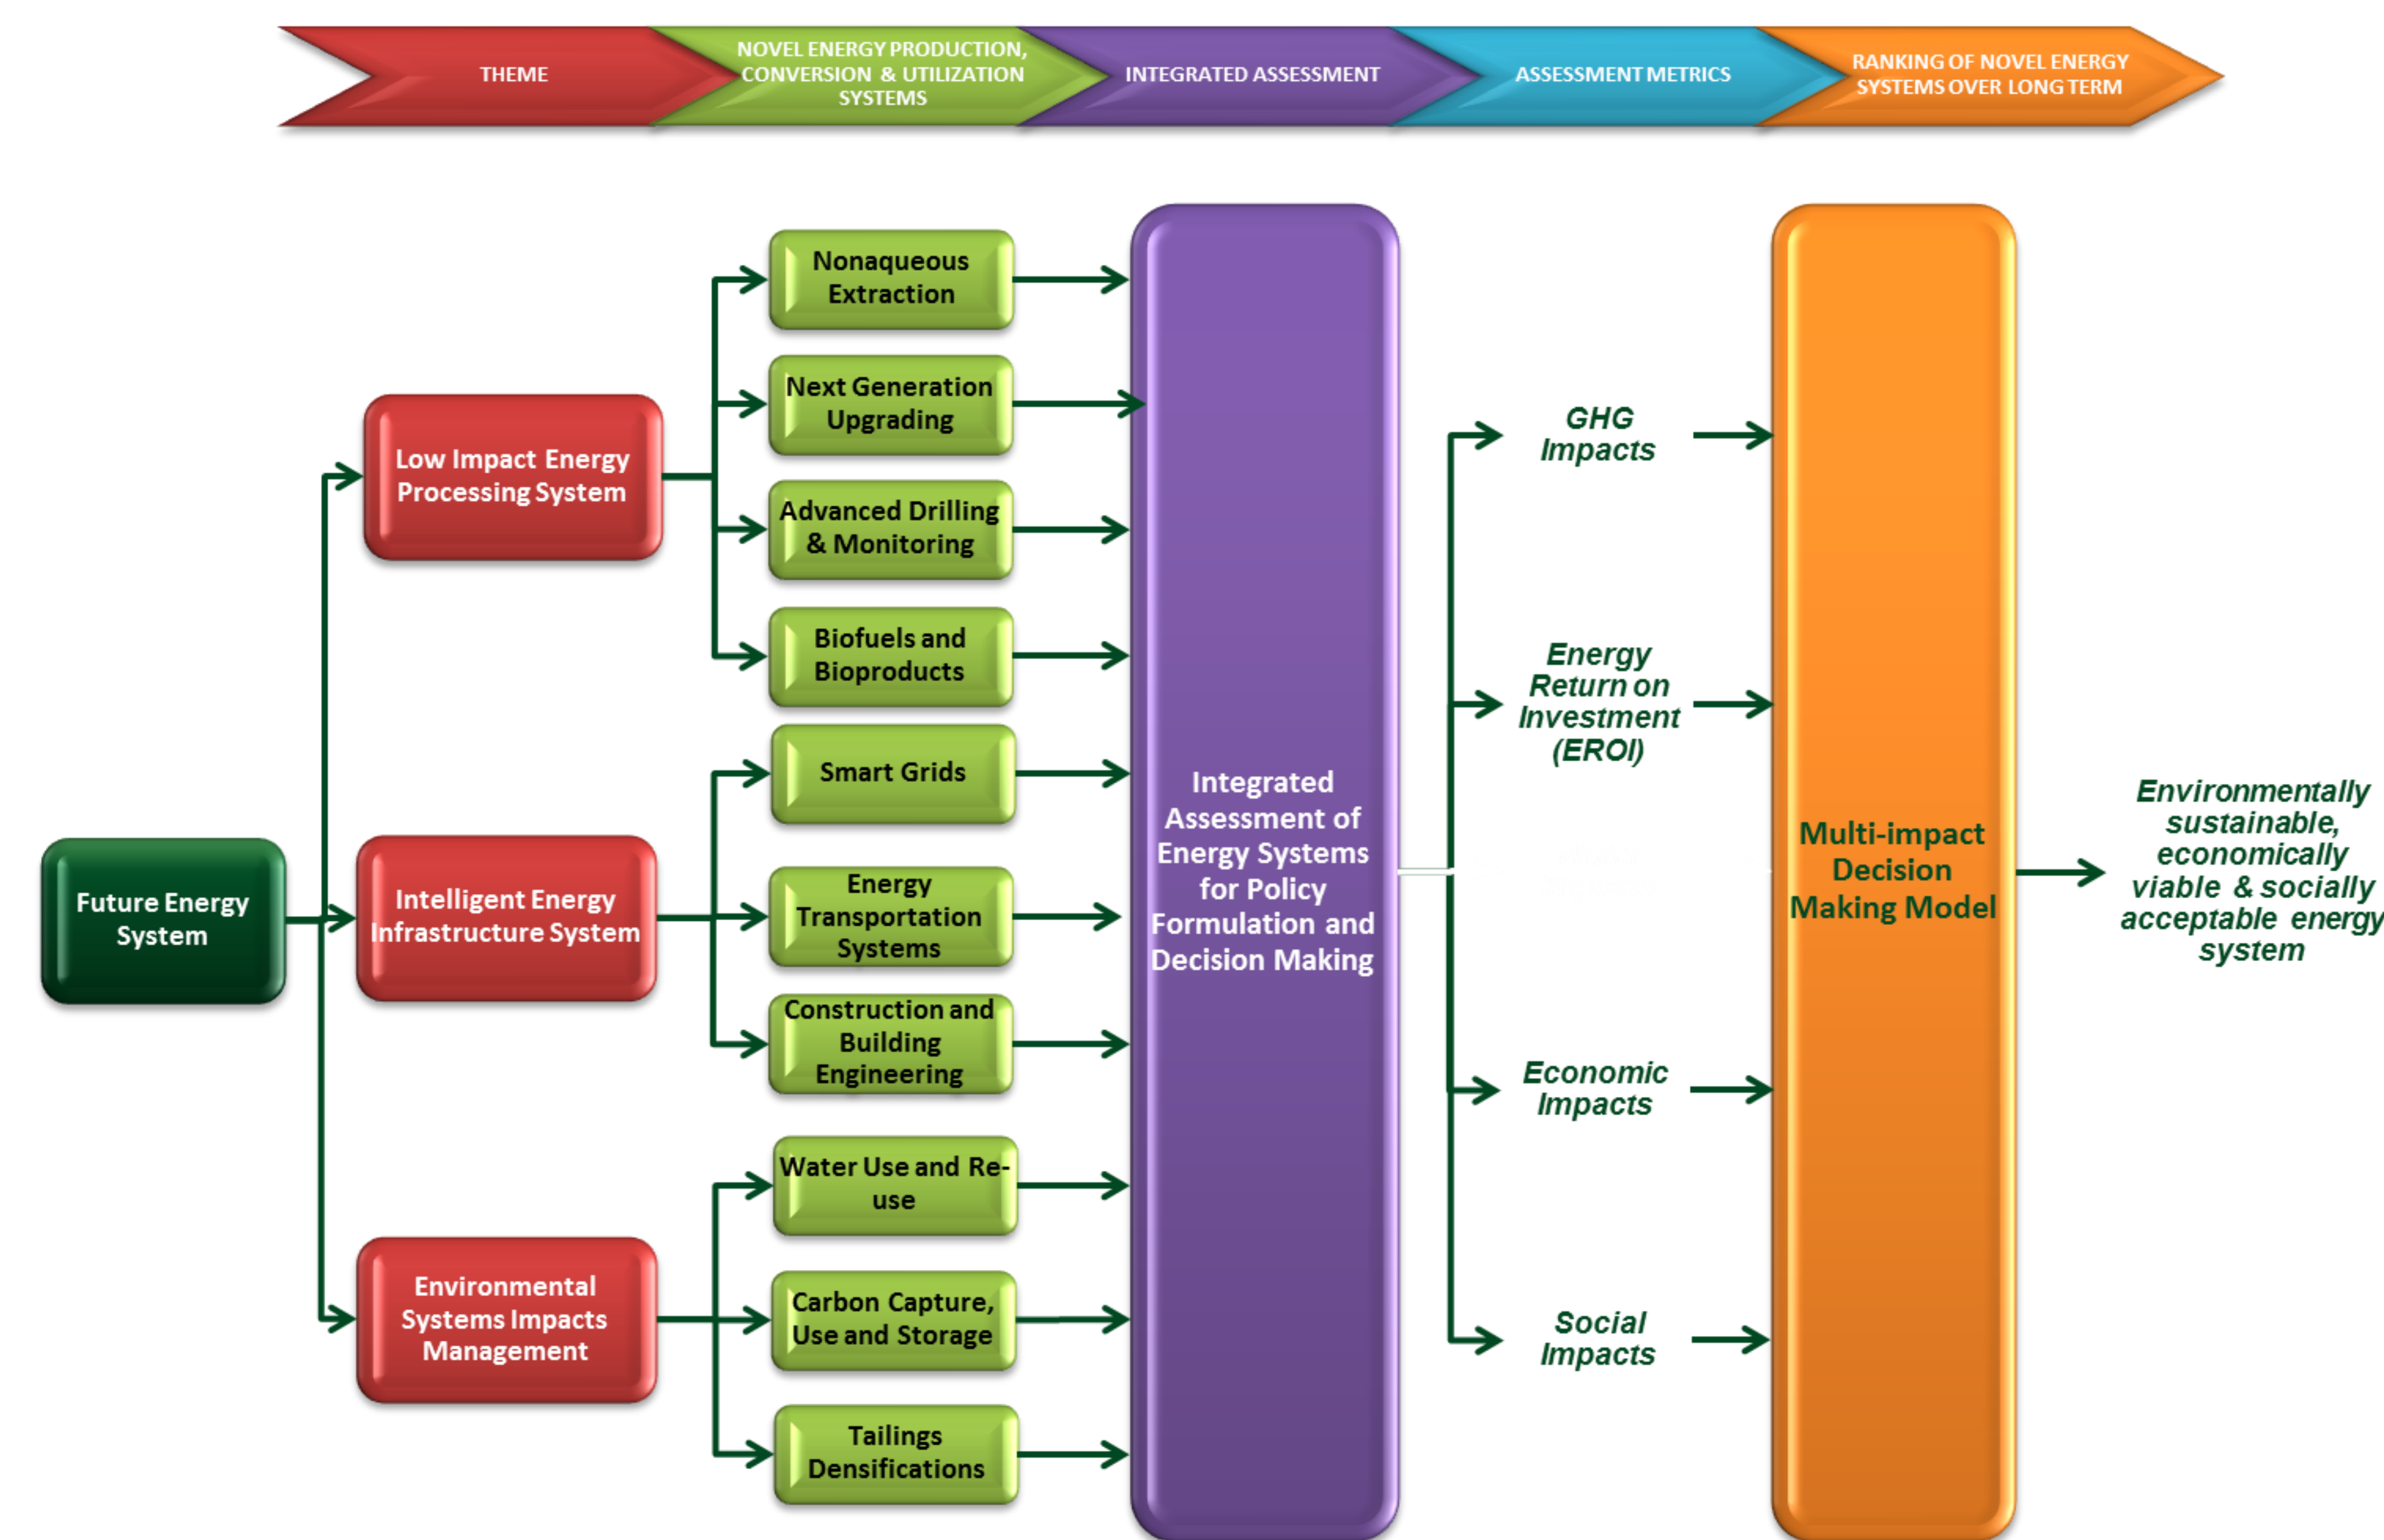 THEME
NOVEL ENERGY PRODUCTION,
CONVERSION & UTILIZATION
SYSTEMS
INTEGRATED ASSESSMENT
ASSESSMENT METRICS
RANKING OF NOVEL ENERGY
SYSTEMS OVER LONG TERM
Future Energy
System
Low Impact Energy
Processing System
Intelligent Energy
Infrastructure System
Environmental
Systems Impacts
Management
Nonaqueous
Extraction
Next Generation
Upgrading
Advanced Drilling
& Monitoring
Biofuels and
Bioproducts
Smart Grids
Energy
Transportation
Systems
Construction and
Building
Engineering
Water Use and Re-
use
Carbon Capture,
Use and Storage
Tailings
Densifications
Integrated
Assessment of
Energy Systems
for Policy
Formulation and
Decision Making
GHG
Impacts
Energy
Return on
Investment
(EROI)
Economic
Impacts
Social
Impacts
Multi-impact
Decision
Making Model
Environmentally
sustainable,
economically
viable & socially
acceptable energy
system